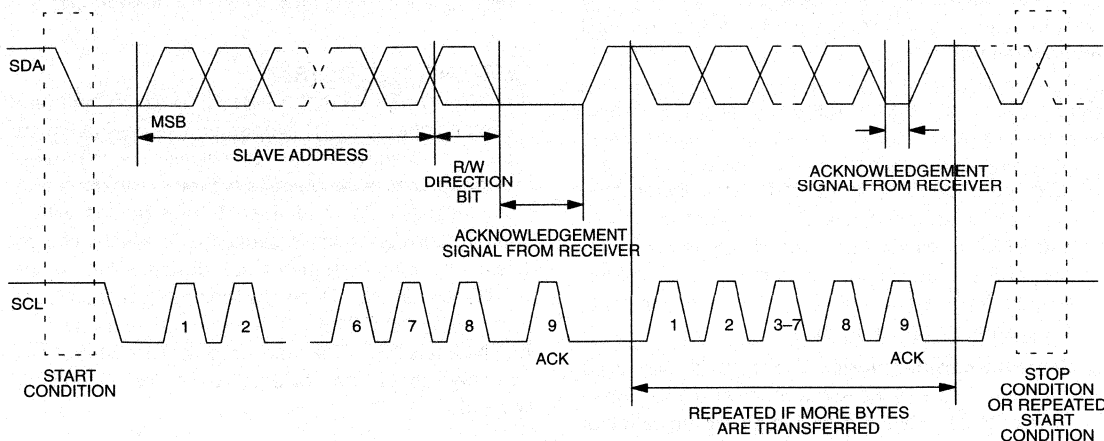 SDA
MSB
SLAVE ADDRESS
R/W
DIRECTION
BIT
ACKNOWLEDGEMENT
SIGNAL FROM RECEIVER
ACKNOWLEDGEMENT
SIGNAL FROM RECEIVER
SCL
1
2
6
7
8
9
ACK
1
2
3–7
8
9
ACK
START
CONDITION
REPEATED IF MORE BYTES
ARE TRANSFERRED
STOP
CONDITION
OR REPEATED
START
CONDITION